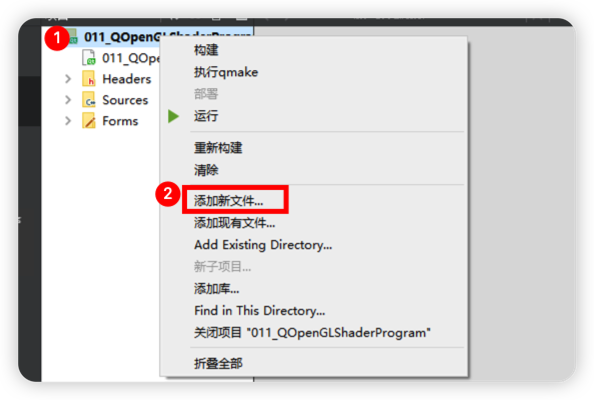 1
011_QOpenGLShaderProgram
011_QOpe
Headers
Sources
Forms
构建
执行qmake
部署
运行
重新构建
清除
2
添加新文件...
添加现有文件...
Add Existing Directory...
新子项目...
添加库...
Find in This Directory...
关闭项目 "011_QOpenGLShaderProgram"
折叠全部